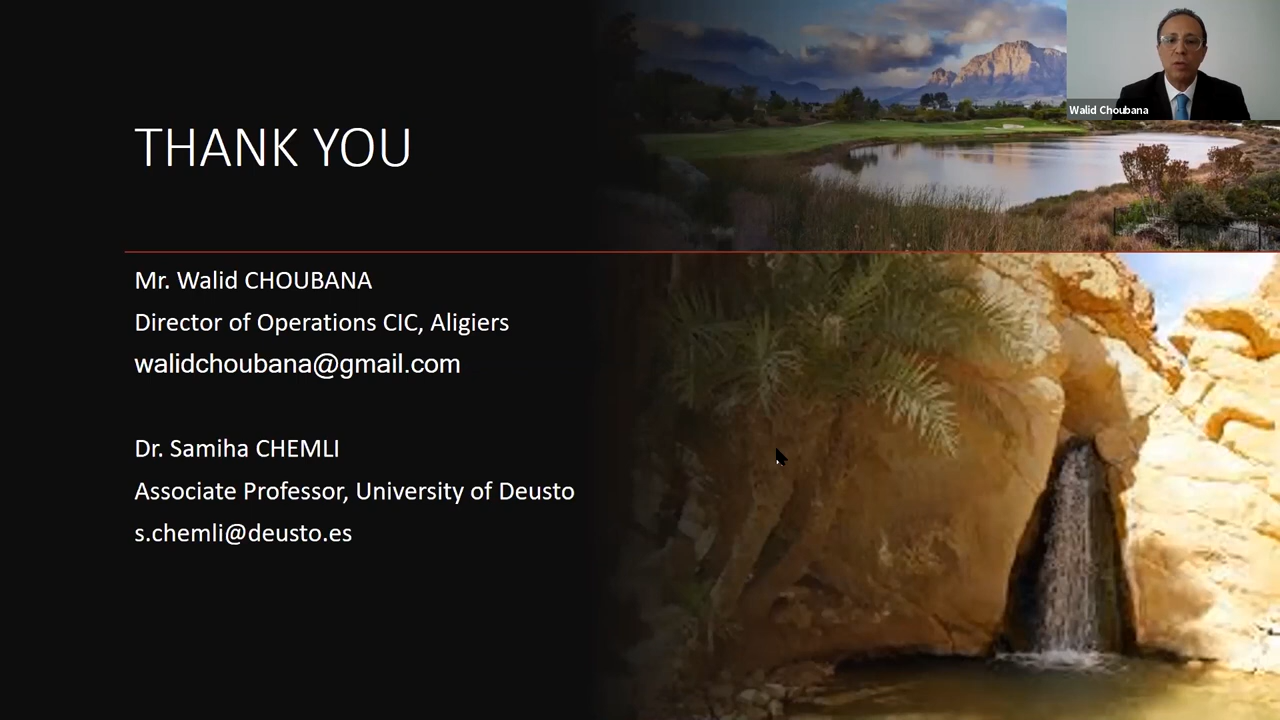 THANK YOU
Walid Choubana
Mr. Walid CHOUBANA
Director of Operations CIC, Aligiers
walidchoubana@gmail.com
Dr. Samiha CHEMLI
Associate Professor, University of Deusto
s.chemli@deusto.es